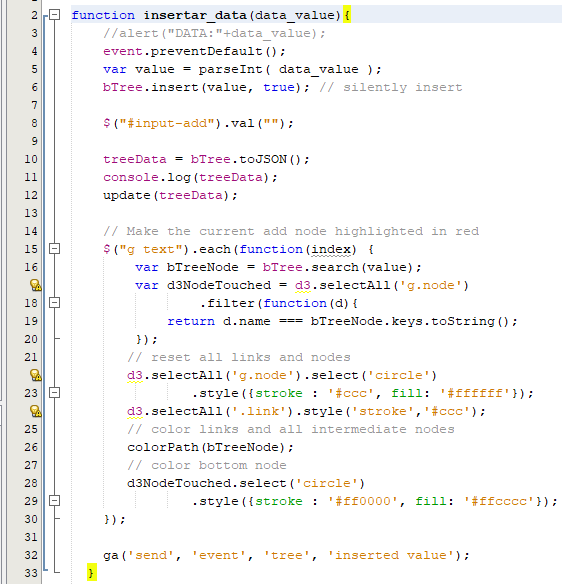 2 function insertar_data(data_value){
3 //alert("DATA:"+data_value);
4 event.preventDefault();
5 var value = parseInt( data_value );
6 bTree.insert(value, true); // silently insert
7
8 $("#input-add").val("");
9
10 treeData = bTree.toJSON();
11 console.log(treeData);
12 update(treeData);
13
14 // Make the current add node highlighted in red
15 $("g text").each(function(index) {
16 var bTreeNode = bTree.search(value);
var d3NodeTouched = d3.selectAll('g.node')
18 .filter(function(d){
19 return d.name === bTreeNode.keys.toString();
20 });
21 // reset all links and nodes
d3.selectAll('g.node').select('circle')
23 .style({stroke : '#ccc', fill: '#ffffff'});
d3.selectAll('.link').style('stroke','#ccc');
25 // color links and all intermediate nodes
26 colorPath(bTreeNode);
27 // color bottom node
28 d3NodeTouched.select('circle')
29 .style({stroke : '#ff0000', fill: '#ffcccc'});
30 });
31
32 ga('send', 'event', 'tree', 'inserted value');
33 }